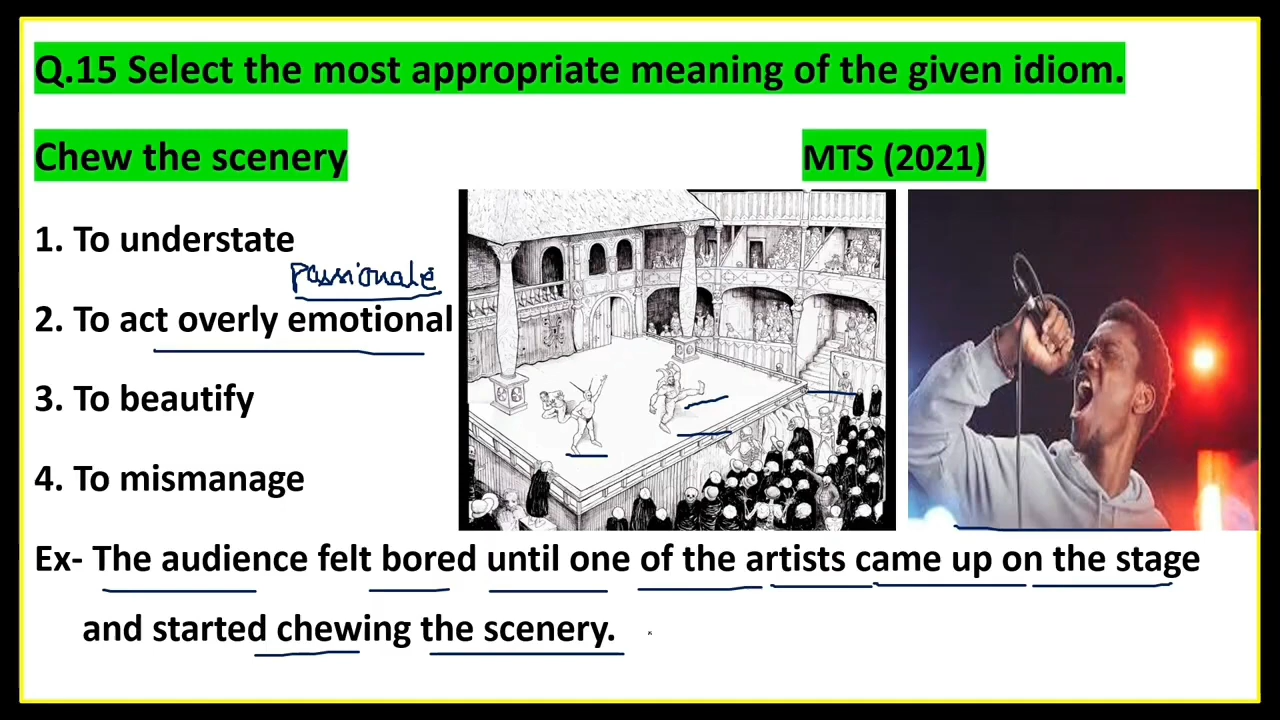 Q.15 Select the most appropriate meaning of the given idiom.
Chew the scenery
MTS (2021)
1. To understate
passionate
2. To act overly emotional
3. To beautify
4. To mismanage
Ex- The audience felt bored until one of the artists came up on the stage
and started chewing the scenery.